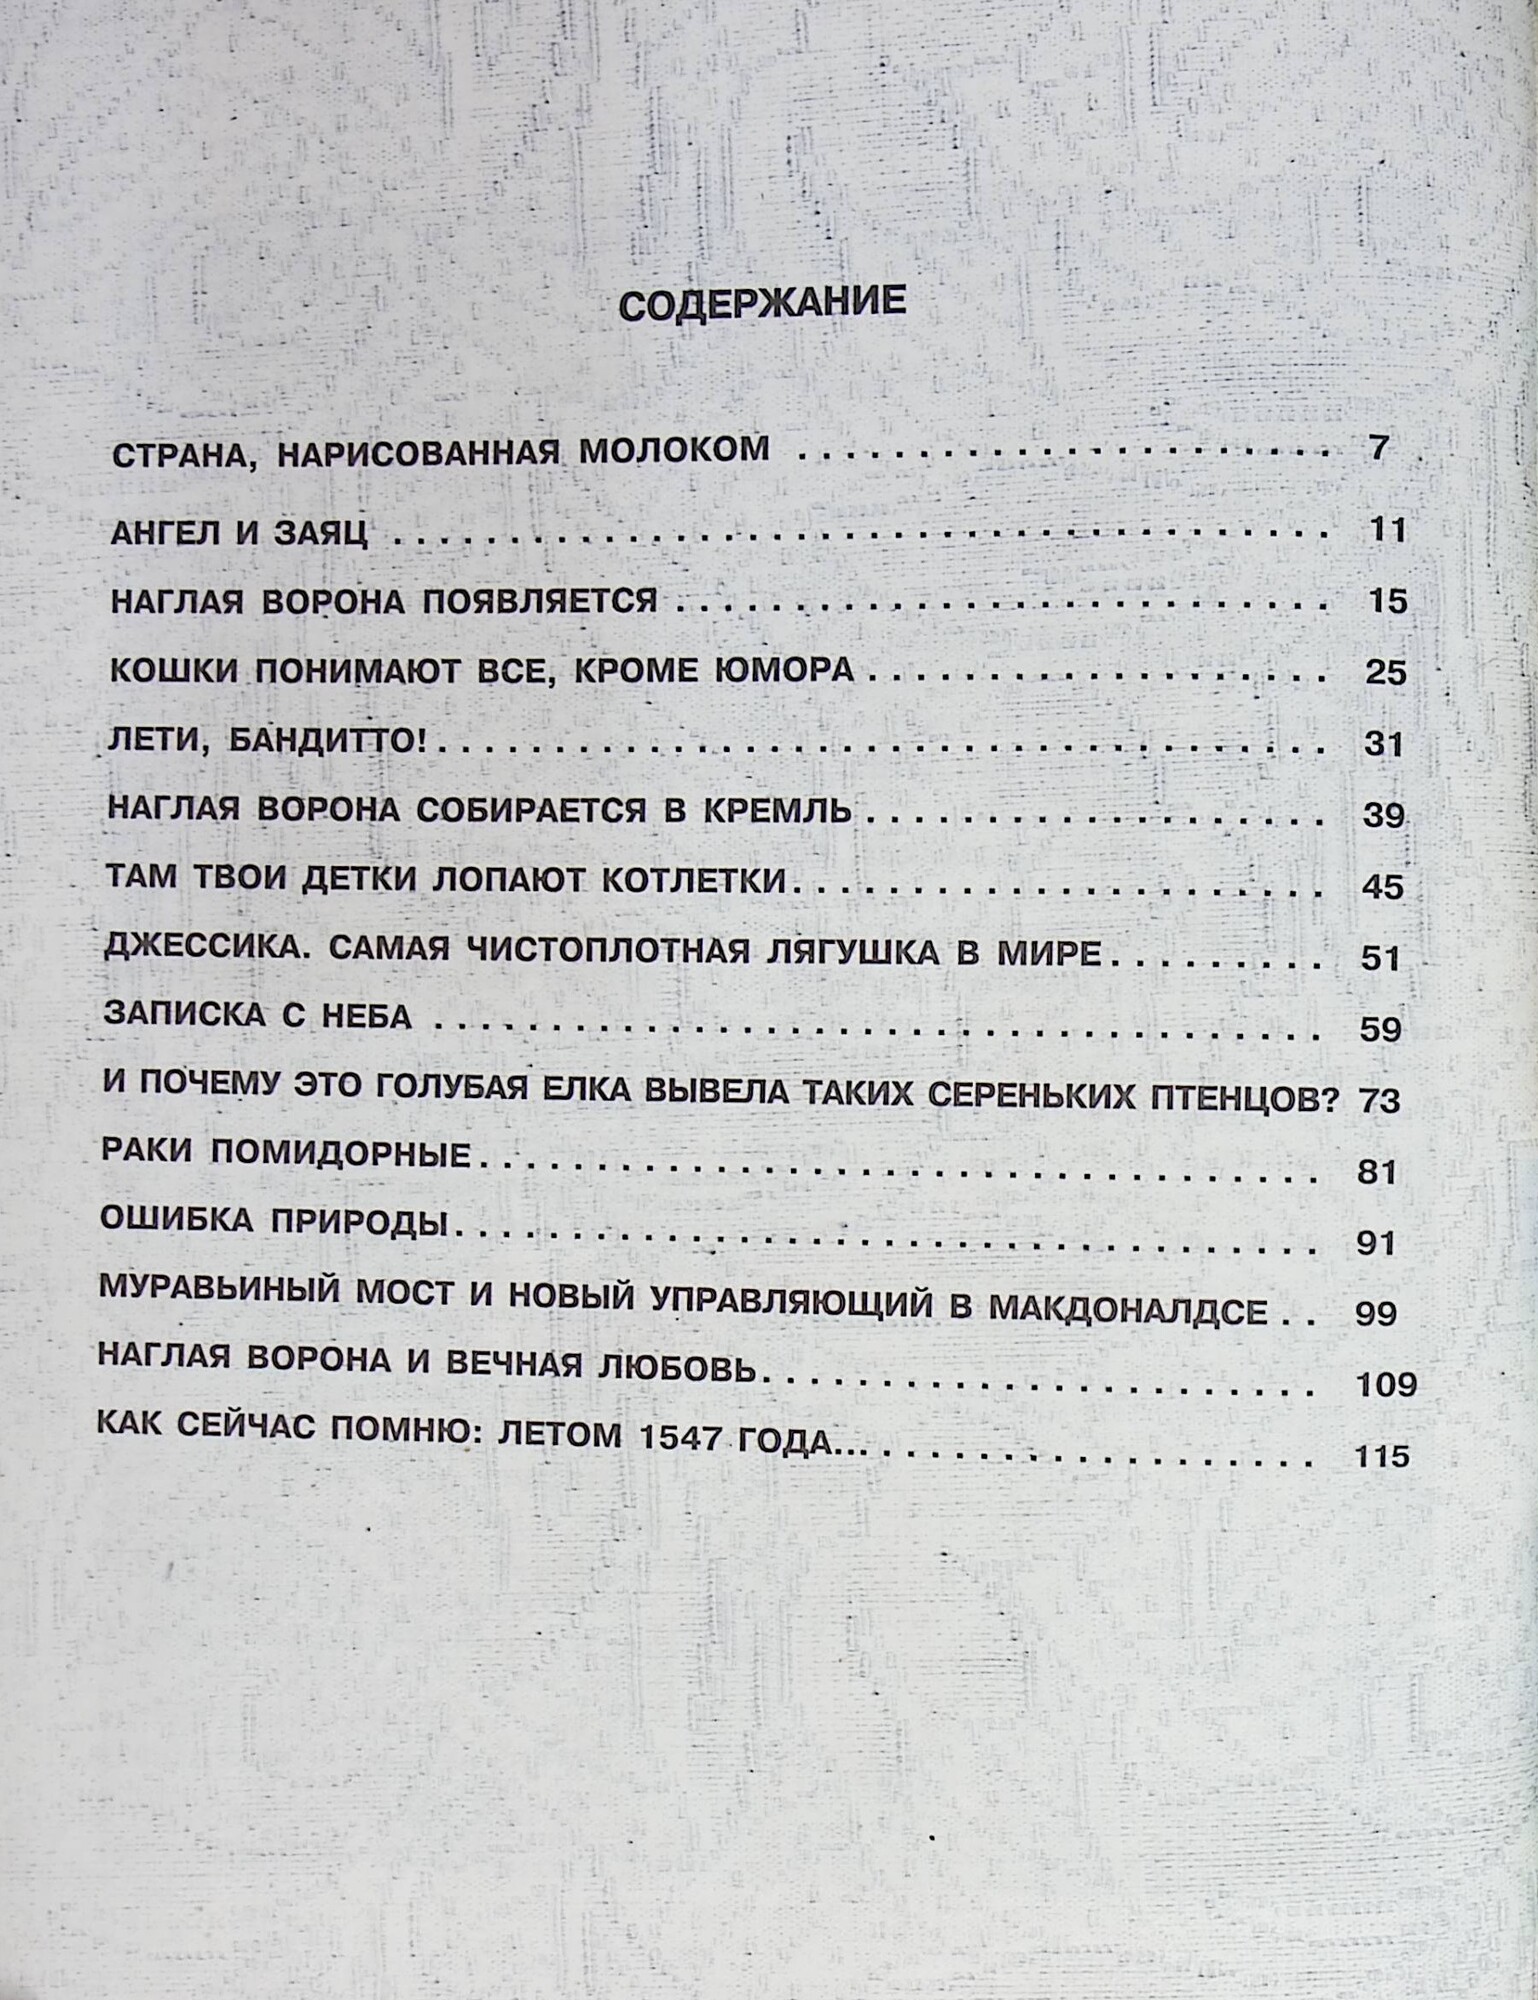 СОДЕРЖАНИЕ
СТРАНА, НАРИСОВАННАЯ МОЛОКОМ . . . . . . . . . . . . . . . . . . . . . . . 7
АНГЕЛ И ЗАЯЦ . . . . . . . . . . . . . . . . . . . . . . . . . . . . . . . . . . . . . . . . 11
НАГЛАЯ ВОРОНА ПОЯВЛЯЕТСЯ . . . . . . . . . . . . . . . . . . . . . . . . . . . . 15
КОШКИ ПОНИМАЮТ ВСЕ, КРОМЕ ЮМОРА . . . . . . . . . . . . . . . . . . . . 25
ЛЕТИ, БАНДИТТО! . . . . . . . . . . . . . . . . . . . . . . . . . . . . . . . . . . . . . . 31
НАГЛАЯ ВОРОНА СОБИРАЕТСЯ В КРЕМЛЬ . . . . . . . . . . . . . . . . . . . . 39
ТАМ ТВОИ ДЕТКИ ЛОПАЮТ КОТЛЕТКИ . . . . . . . . . . . . . . . . . . . . . . . 45
ДЖЕССИКА. САМАЯ ЧИСТОПЛОТНАЯ ЛЯГУШКА В МИРЕ . . . . . . . . . 51
ЗАПИСКА С НЕБА . . . . . . . . . . . . . . . . . . . . . . . . . . . . . . . . . . . . . . 59
И ПОЧЕМУ ЭТО ГОЛУБАЯ ЕЛКА ВЫВЕЛА ТАКИХ СЕРЕНЬКИХ ПТЕНЦОВ? 73
РАКИ ПОМИДОРНЫЕ . . . . . . . . . . . . . . . . . . . . . . . . . . . . . . . . . . . . 81
ОШИБКА ПРИРОДЫ . . . . . . . . . . . . . . . . . . . . . . . . . . . . . . . . . . . . . 91
МУРАВЬИНЫЙ МОСТ И НОВЫЙ УПРАВЛЯЮЩИЙ В МАКДОНАЛДСЕ . . 99
НАГЛАЯ ВОРОНА И ВЕЧНАЯ ЛЮБОВЬ . . . . . . . . . . . . . . . . . . . . . . . . 109
КАК СЕЙЧАС ПОМНЮ: ЛЕТОМ 1547 ГОДА... . . . . . . . . . . . . . . . . . . . 115